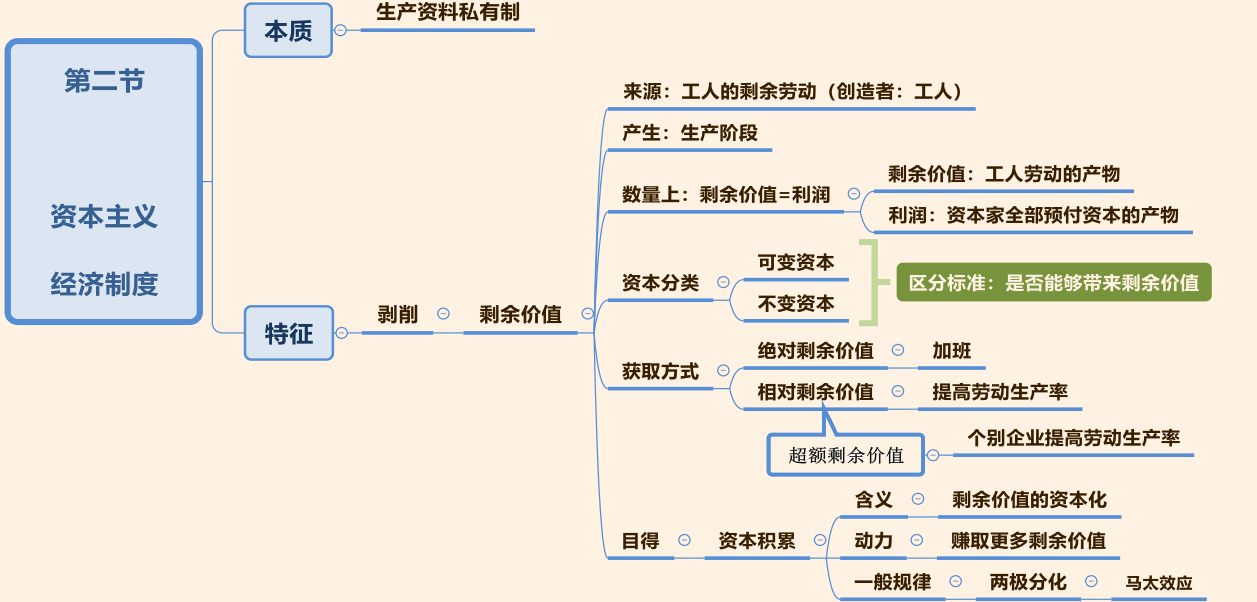 第二节
资本主义
经济制度
本质
生产资料私有制
特征
剥削
剩余价值
来源：工人的剩余劳动（创造者：工人）
产生：生产阶段
数量上：剩余价值=利润
剩余价值：工人劳动的产物
利润：资本家全部预付资本的产物
资本分类
可变资本
不变资本
区分标准：是否能够带来剩余价值
获取方式
绝对剩余价值
加班
相对剩余价值
提高劳动生产率
超额剩余价值
个别企业提高劳动生产率
目得
资本积累
含义
剩余价值的资本化
动力
赚取更多剩余价值
一般规律
两极分化
马太效应